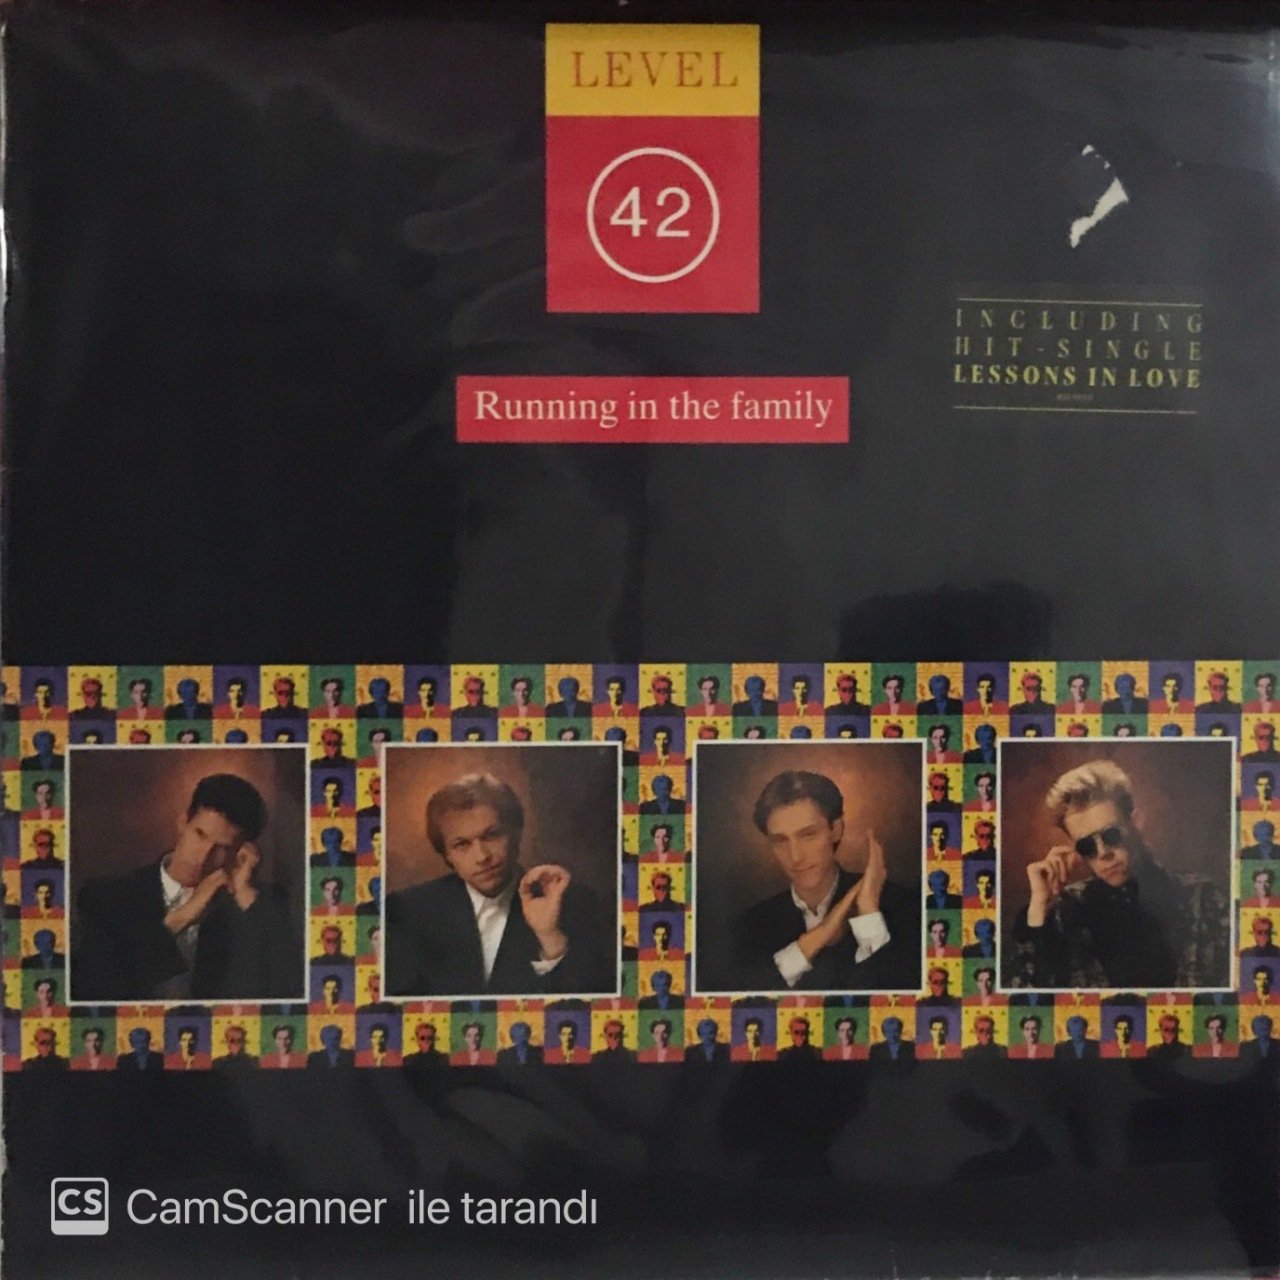 LEVEL
42
Running in the family
INCLUDING
HIT-SINGLE
LESSONS IN LOVE
CS CamScanner ile tarandı